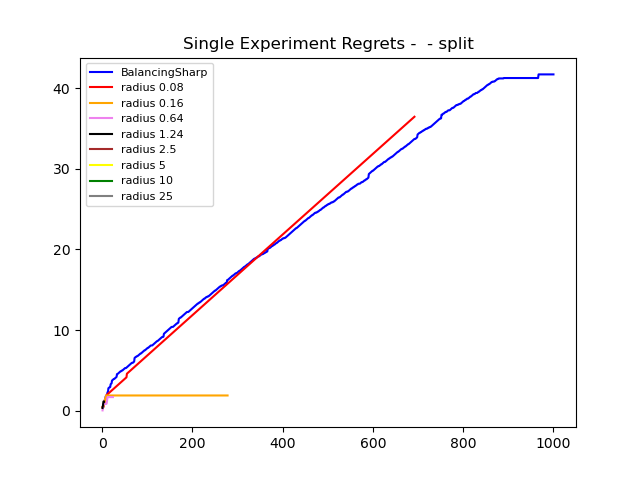 Single Experiment Regrets -  - split
BalancingSharp
radius 0.08
radius 0.16
radius 0.64
radius 1.24
radius 2.5
radius 5
radius 10
radius 25
40
30
20
10
0
0 200 400 600 800 1000